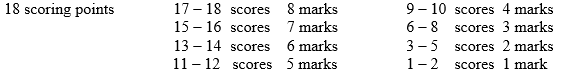 18 scoring points 17 – 18 scores 8 marks 9 – 10 scores 4 marks
15 – 16 scores 7 marks 6 – 8 scores 3 marks
13 – 14 scores 6 marks 3 – 5 scores 2 marks
11 – 12 scores 5 marks 1 – 2 scores 1 mark